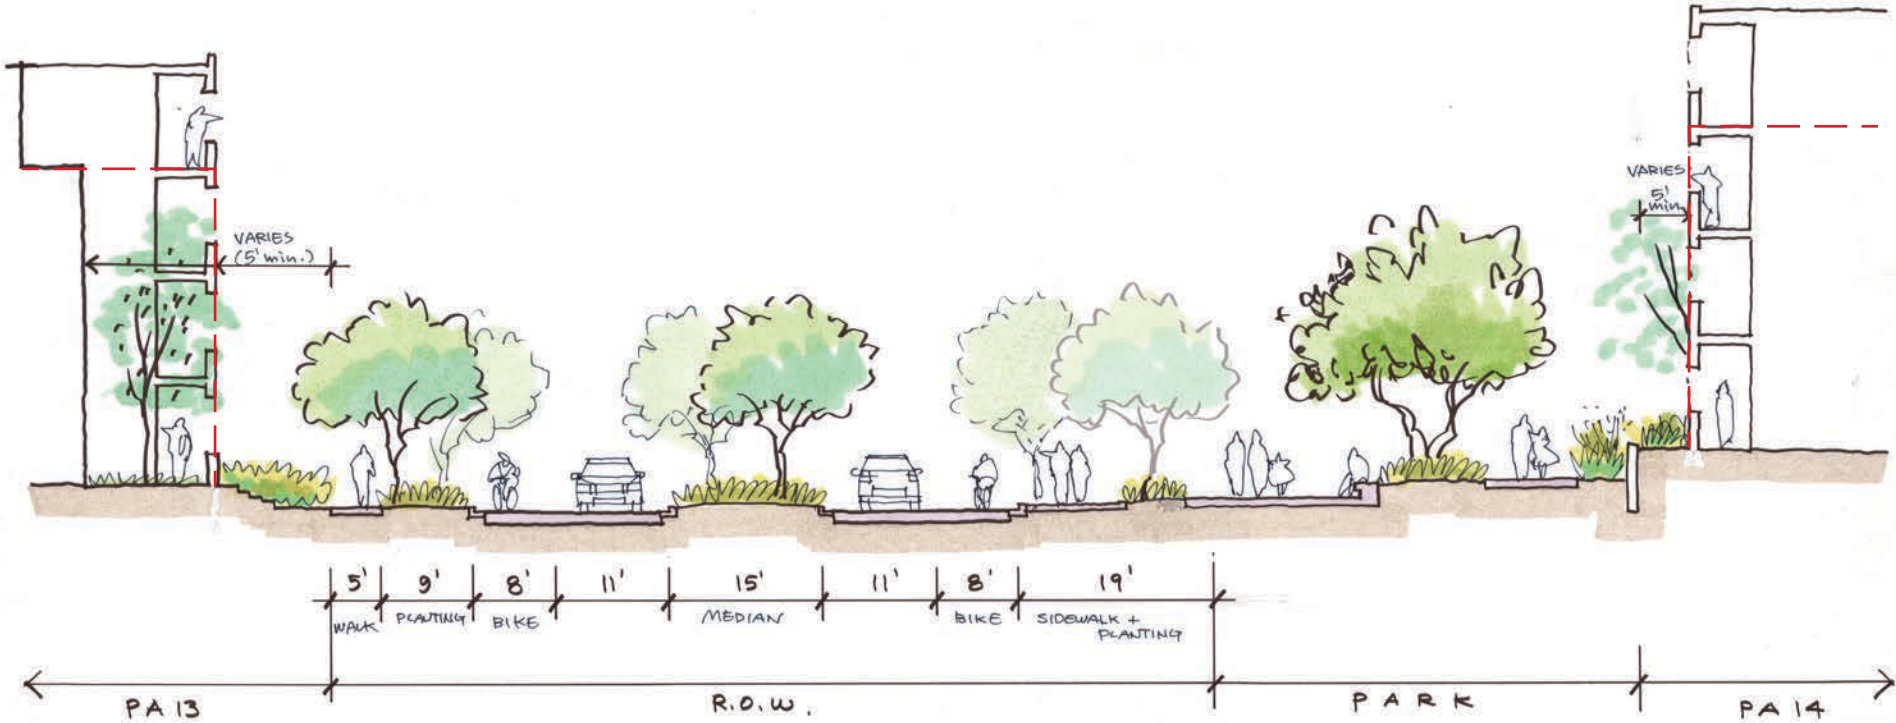 VARIES
5'
min.
VARIES
(5' min.)
5' 9' 8' 11' 15' 11' 8' 19'
WALK PLANTING BIKE MEDIAN BIKE SIDEWALK +
PLANTING
PA 13 R.O.W. PARK PA 14